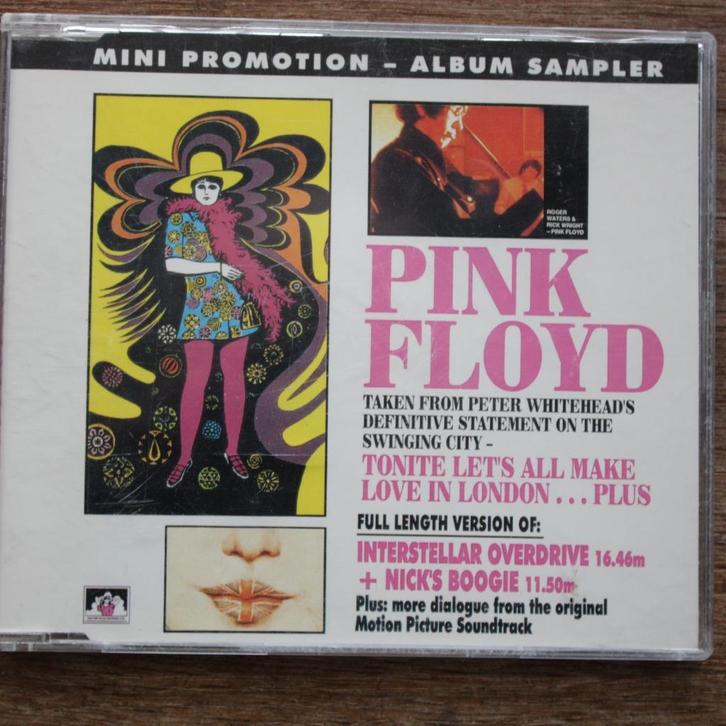 MINI PROMOTION – ALBUM SAMPLER
ROGER
WATERS &
RICK WRIGHT
– PINK FLOYD
PINK
FLOYD
TAKEN FROM PETER WHITEHEAD'S
DEFINITIVE STATEMENT ON THE
SWINGING CITY –
TONITE LET'S ALL MAKE
LOVE IN LONDON . . . PLUS
FULL LENGTH VERSION OF:
INTERSTELLAR OVERDRIVE 16.46m
+ NICK'S BOOGIE 11.50m
Plus: more dialogue from the original
Motion Picture Soundtrack